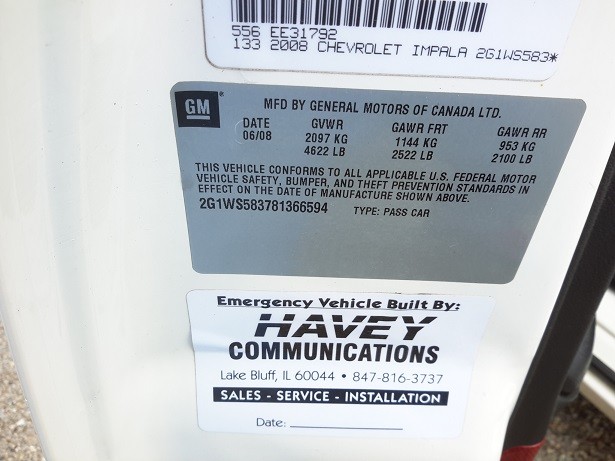 556 EE31792
133 2008 CHEVROLET IMPALA 2G1WS583*
GM®
MFD BY GENERAL MOTORS OF CANADA LTD.
DATE GVWR GAWR FRT GAWR RR
06/08 2097 KG 1144 KG 953 KG
4622 LB 2522 LB 2100 LB
THIS VEHICLE CONFORMS TO ALL APPLICABLE U.S. FEDERAL MOTOR
VEHICLE SAFETY, BUMPER, AND THEFT PREVENTION STANDARDS IN
EFFECT ON THE DATE OF MANUFACTURE SHOWN ABOVE.
2G1WS583781366594 TYPE: PASS CAR
Emergency Vehicle Built By:
HAVEY
COMMUNICATIONS
Lake Bluff, IL 60044 • 847-816-3737
SALES - SERVICE - INSTALLATION
Date: